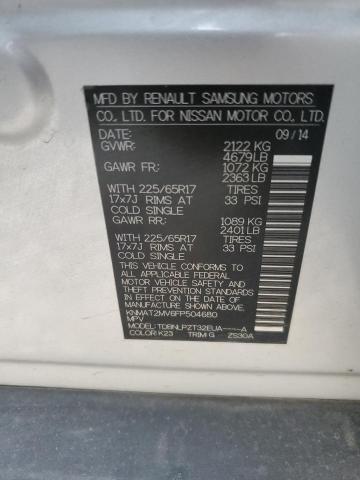 MFD BY RENAULT SAMSUNG MOTORS
CO., LTD. FOR NISSAN MOTOR CO., LTD.
DATE: 09/14
GVWR: 2122 KG
4679 LB
GAWR FR: 1072 KG
2363 LB
WITH 225/65R17 TIRES
17x7J RIMS AT 33 PSI
COLD SINGLE
GAWR RR: 1089 KG
2401 LB
WITH 225/65R17 TIRES
17x7J RIMS AT 33 PSI
COLD SINGLE
THIS VEHICLE CONFORMS TO ALL
APPLICABLE FEDERAL MOTOR
VEHICLE SAFETY STANDARDS
IN EFFECT ON THE DATE OF
MANUFACTURE SHOWN ABOVE.
KNMAT2MV6FP504680
MPV
MODEL: TDBNLPZT32EUA----A
COLOR: K23 TRIM: G ZS30A